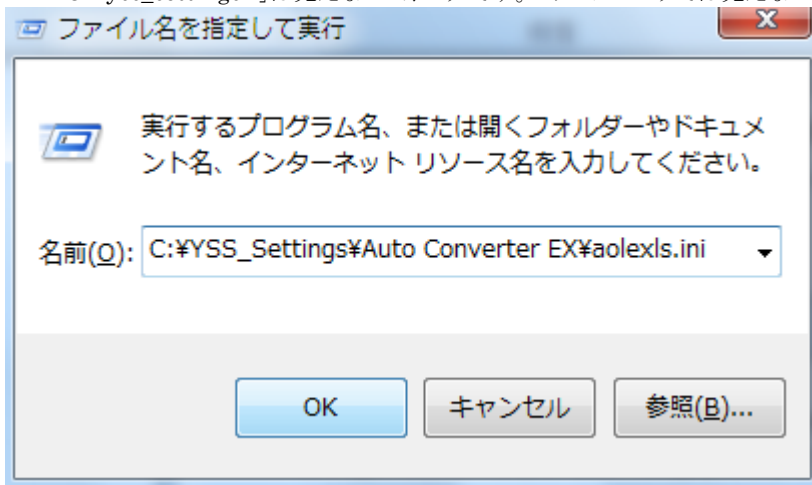 ファイル名を指定して実行
実行するプログラム名、または開くフォルダーやドキュメ
ント名、インターネット リソース名を入力してください。
名前(O): C:¥YSS_Settings¥Auto Converter EX¥aolexls.ini
OK キャンセル 参照(B)...